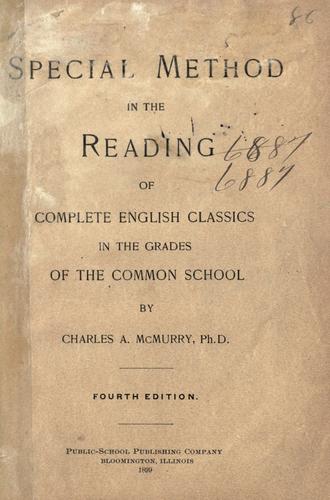 86
SPECIAL METHOD
IN THE
READING 6887
6887
OF
COMPLETE ENGLISH CLASSICS
IN THE GRADES
OF THE COMMON SCHOOL
BY
CHARLES A. McMURRY, Ph.D.
FOURTH EDITION.
PUBLIC-SCHOOL PUBLISHING COMPANY
BLOOMINGTON, ILLINOIS
1899